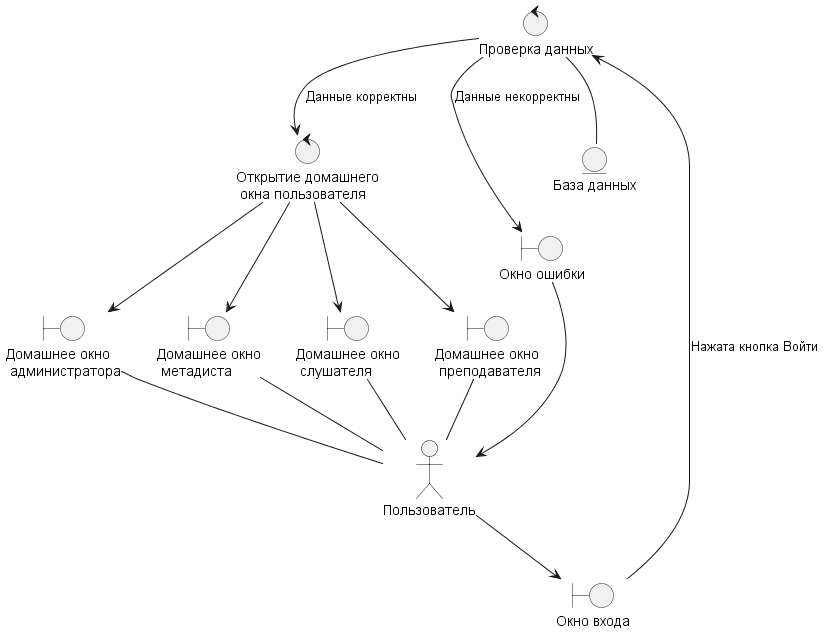 Проверка данных
Данные корректны
Данные некорректны
Открытие домашнего
окна пользователя
База данных
Окно ошибки
Домашнее окно
администратора
Домашнее окно
метадиста
Домашнее окно
слушателя
Домашнее окно
преподавателя
Нажата кнопка Войти
Пользователь
Окно входа